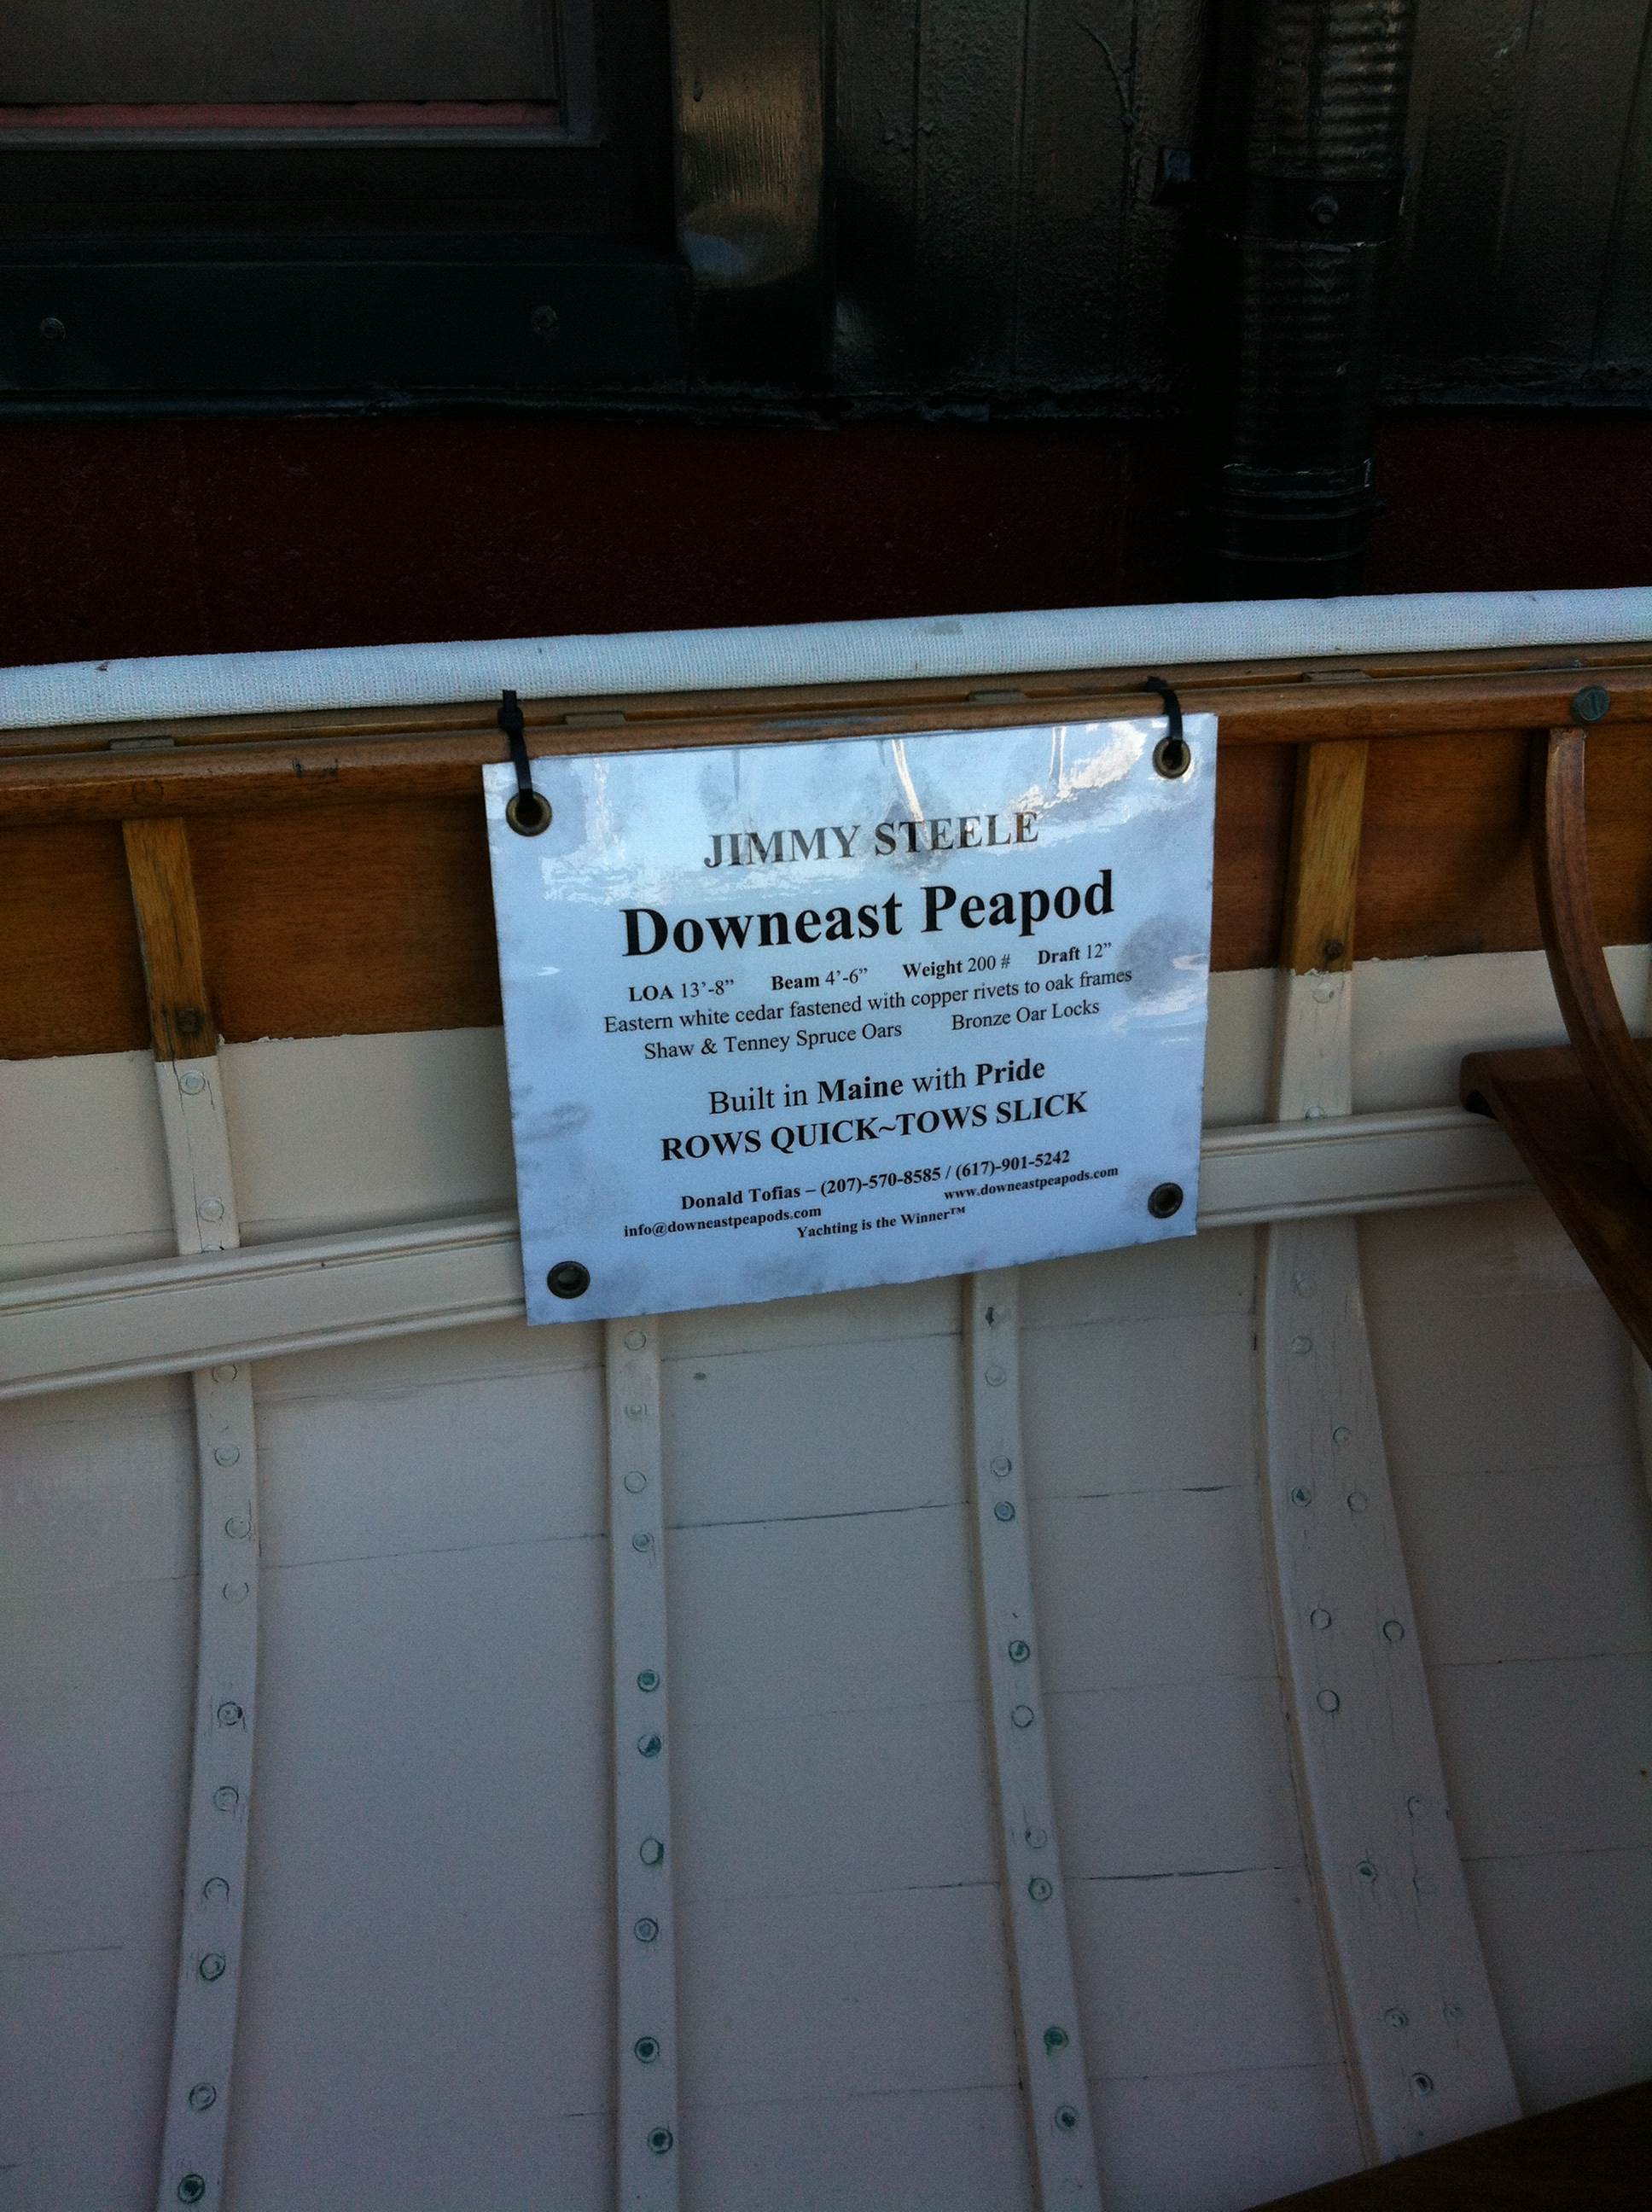 JIMMY STEELE
Downeast Peapod
LOA 13'-8" Beam 4'-6" Weight 200 # Draft 12"
Eastern white cedar fastened with copper rivets to oak frames
Shaw & Tenney Spruce Oars Bronze Oar Locks
Built in Maine with Pride
ROWS QUICK~TOWS SLICK
Donald Tofias – (207)-570-8585 / (617)-901-5242
info@downeastpeapods.com www.downeastpeapods.com
Yachting is the Winner™